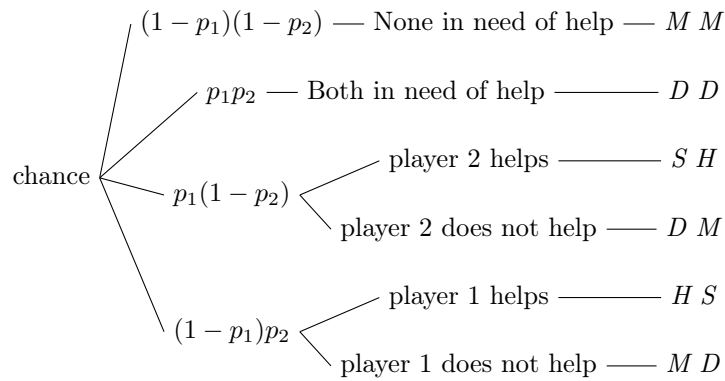 (1 − p₁)(1 − p₂) None in need of help M M
p₁p₂ Both in need of help D D
player 2 helps S H
chance
p₁(1 − p₂)
player 2 does not help D M
player 1 helps H S
(1 − p₁)p₂
player 1 does not help M D